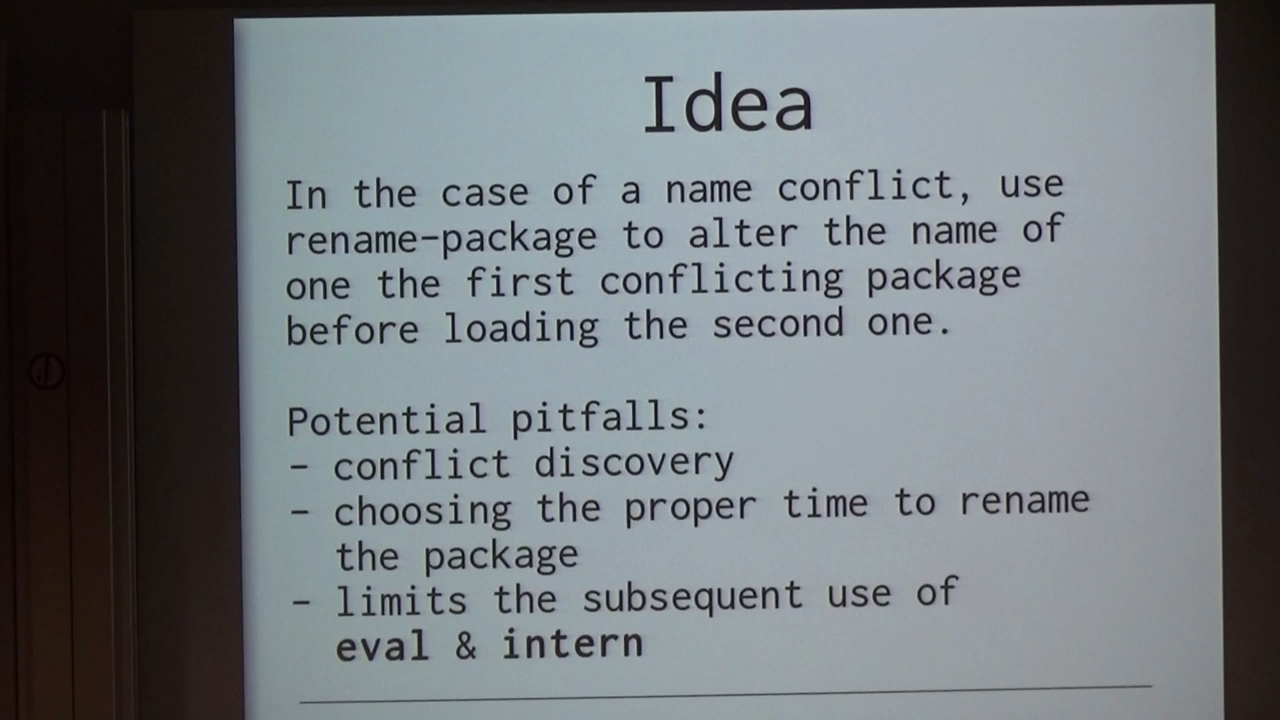 Idea
In the case of a name conflict, use
rename-package to alter the name of
one the first conflicting package
before loading the second one.
Potential pitfalls:
- conflict discovery
- choosing the proper time to rename
the package
- limits the subsequent use of
eval & intern